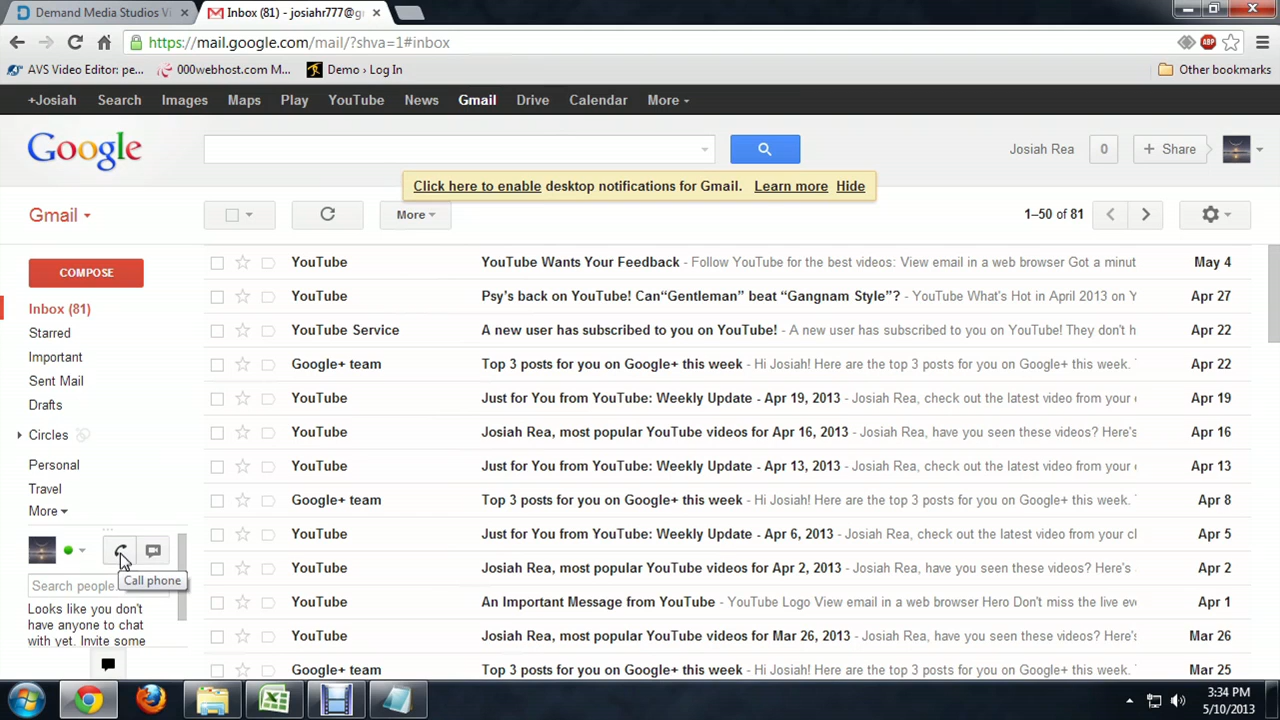 Demand Media Studios Vi
Inbox (81) - josiahr777@g
https://mail.google.com/mail/?shva=1#inbox
ABP
AVS Video Editor: pe...
000webhost.com M...
Demo › Log In
Other bookmarks
+Josiah Search Images Maps Play YouTube News Gmail Drive Calendar More
Google
Josiah Rea
0
+ Share
Click here to enable desktop notifications for Gmail. Learn more Hide
Gmail
More
1–50 of 81
COMPOSE
Inbox (81)
Starred
Important
Sent Mail
Drafts
Circles
Personal
Travel
More
Call phone
Search people...
Looks like you don't
have anyone to chat
with yet. Invite some
YouTube YouTube Wants Your Feedback - Follow YouTube for the best videos: View email in a web browser Got a minut May 4
YouTube Psy's back on YouTube! Can“Gentleman” beat “Gangnam Style”? - YouTube What's Hot in April 2013 on Y Apr 27
YouTube Service A new user has subscribed to you on YouTube! - A new user has subscribed to you on YouTube! They don't h Apr 22
Google+ team Top 3 posts for you on Google+ this week - Hi Josiah! Here are the top 3 posts for you on Google+ this week. Apr 22
YouTube Just for You from YouTube: Weekly Update - Apr 19, 2013 - Josiah Rea, check out the latest video from your Apr 19
YouTube Josiah Rea, most popular YouTube videos for Apr 16, 2013 - Josiah Rea, have you seen these videos? Here's Apr 16
YouTube Just for You from YouTube: Weekly Update - Apr 13, 2013 - Josiah Rea, check out the latest video from your Apr 13
Google+ team Top 3 posts for you on Google+ this week - Hi Josiah! Here are the top 3 posts for you on Google+ this week. Apr 8
YouTube Just for You from YouTube: Weekly Update - Apr 6, 2013 - Josiah Rea, check out the latest video from your cl Apr 5
YouTube Josiah Rea, most popular YouTube videos for Apr 2, 2013 - Josiah Rea, have you seen these videos? Here's Apr 2
YouTube An Important Message from YouTube - YouTube Logo View email in a web browser Hero Don't miss the live eve Apr 1
YouTube Josiah Rea, most popular YouTube videos for Mar 26, 2013 - Josiah Rea, have you seen these videos? Here's Mar 26
Google+ team Top 3 posts for you on Google+ this week - Hi Josiah! Here are the top 3 posts for you on Google+ this week. Mar 25
3:34 PM
5/10/2013